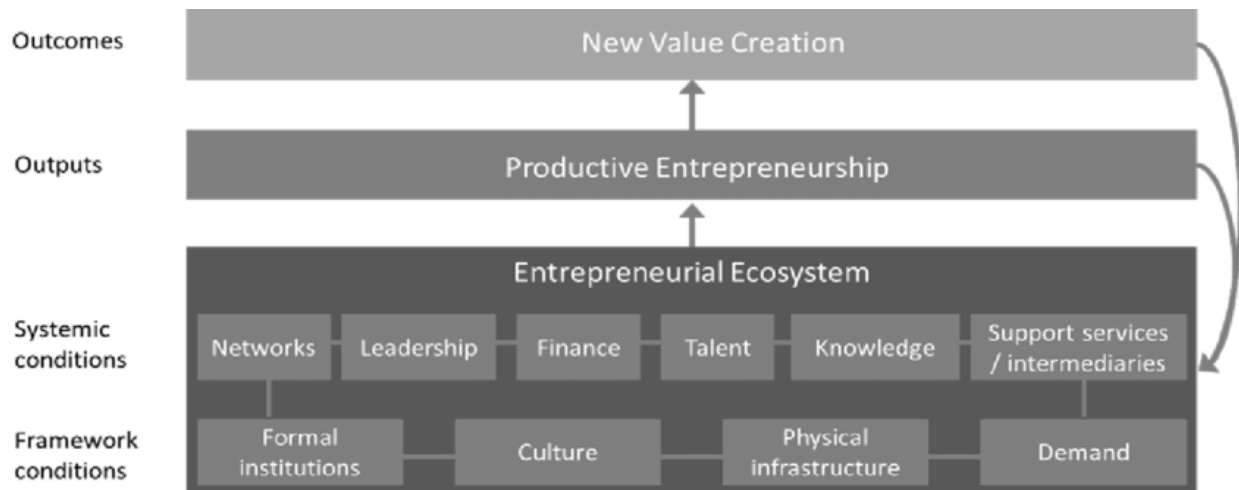 Outcomes
New Value Creation
Outputs
Productive Entrepreneurship
Entrepreneurial Ecosystem
Systemic
conditions
Networks
Leadership
Finance
Talent
Knowledge
Support services
/ intermediaries
Framework
conditions
Formal
institutions
Culture
Physical
infrastructure
Demand